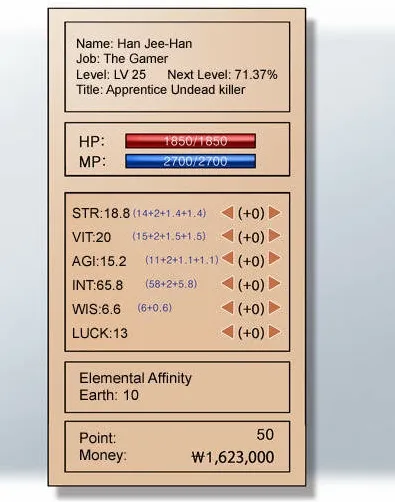 Name: Han Jee-Han
Job: The Gamer
Level: LV 25 Next Level: 71.37%
Title: Apprentice Undead killer
HP: 1850/1850
MP: 2700/2700
STR:18.8 (14+2+1.4+1.4) (+0)
VIT:20 (15+2+1.5+1.5) (+0)
AGI:15.2 (11+2+1.1+1.1) (+0)
INT:65.8 (58+2+5.8) (+0)
WIS:6.6 (6+0.6) (+0)
LUCK:13 (+0)
Elemental Affinity
Earth: 10
Point: 50
Money: ₩1,623,000